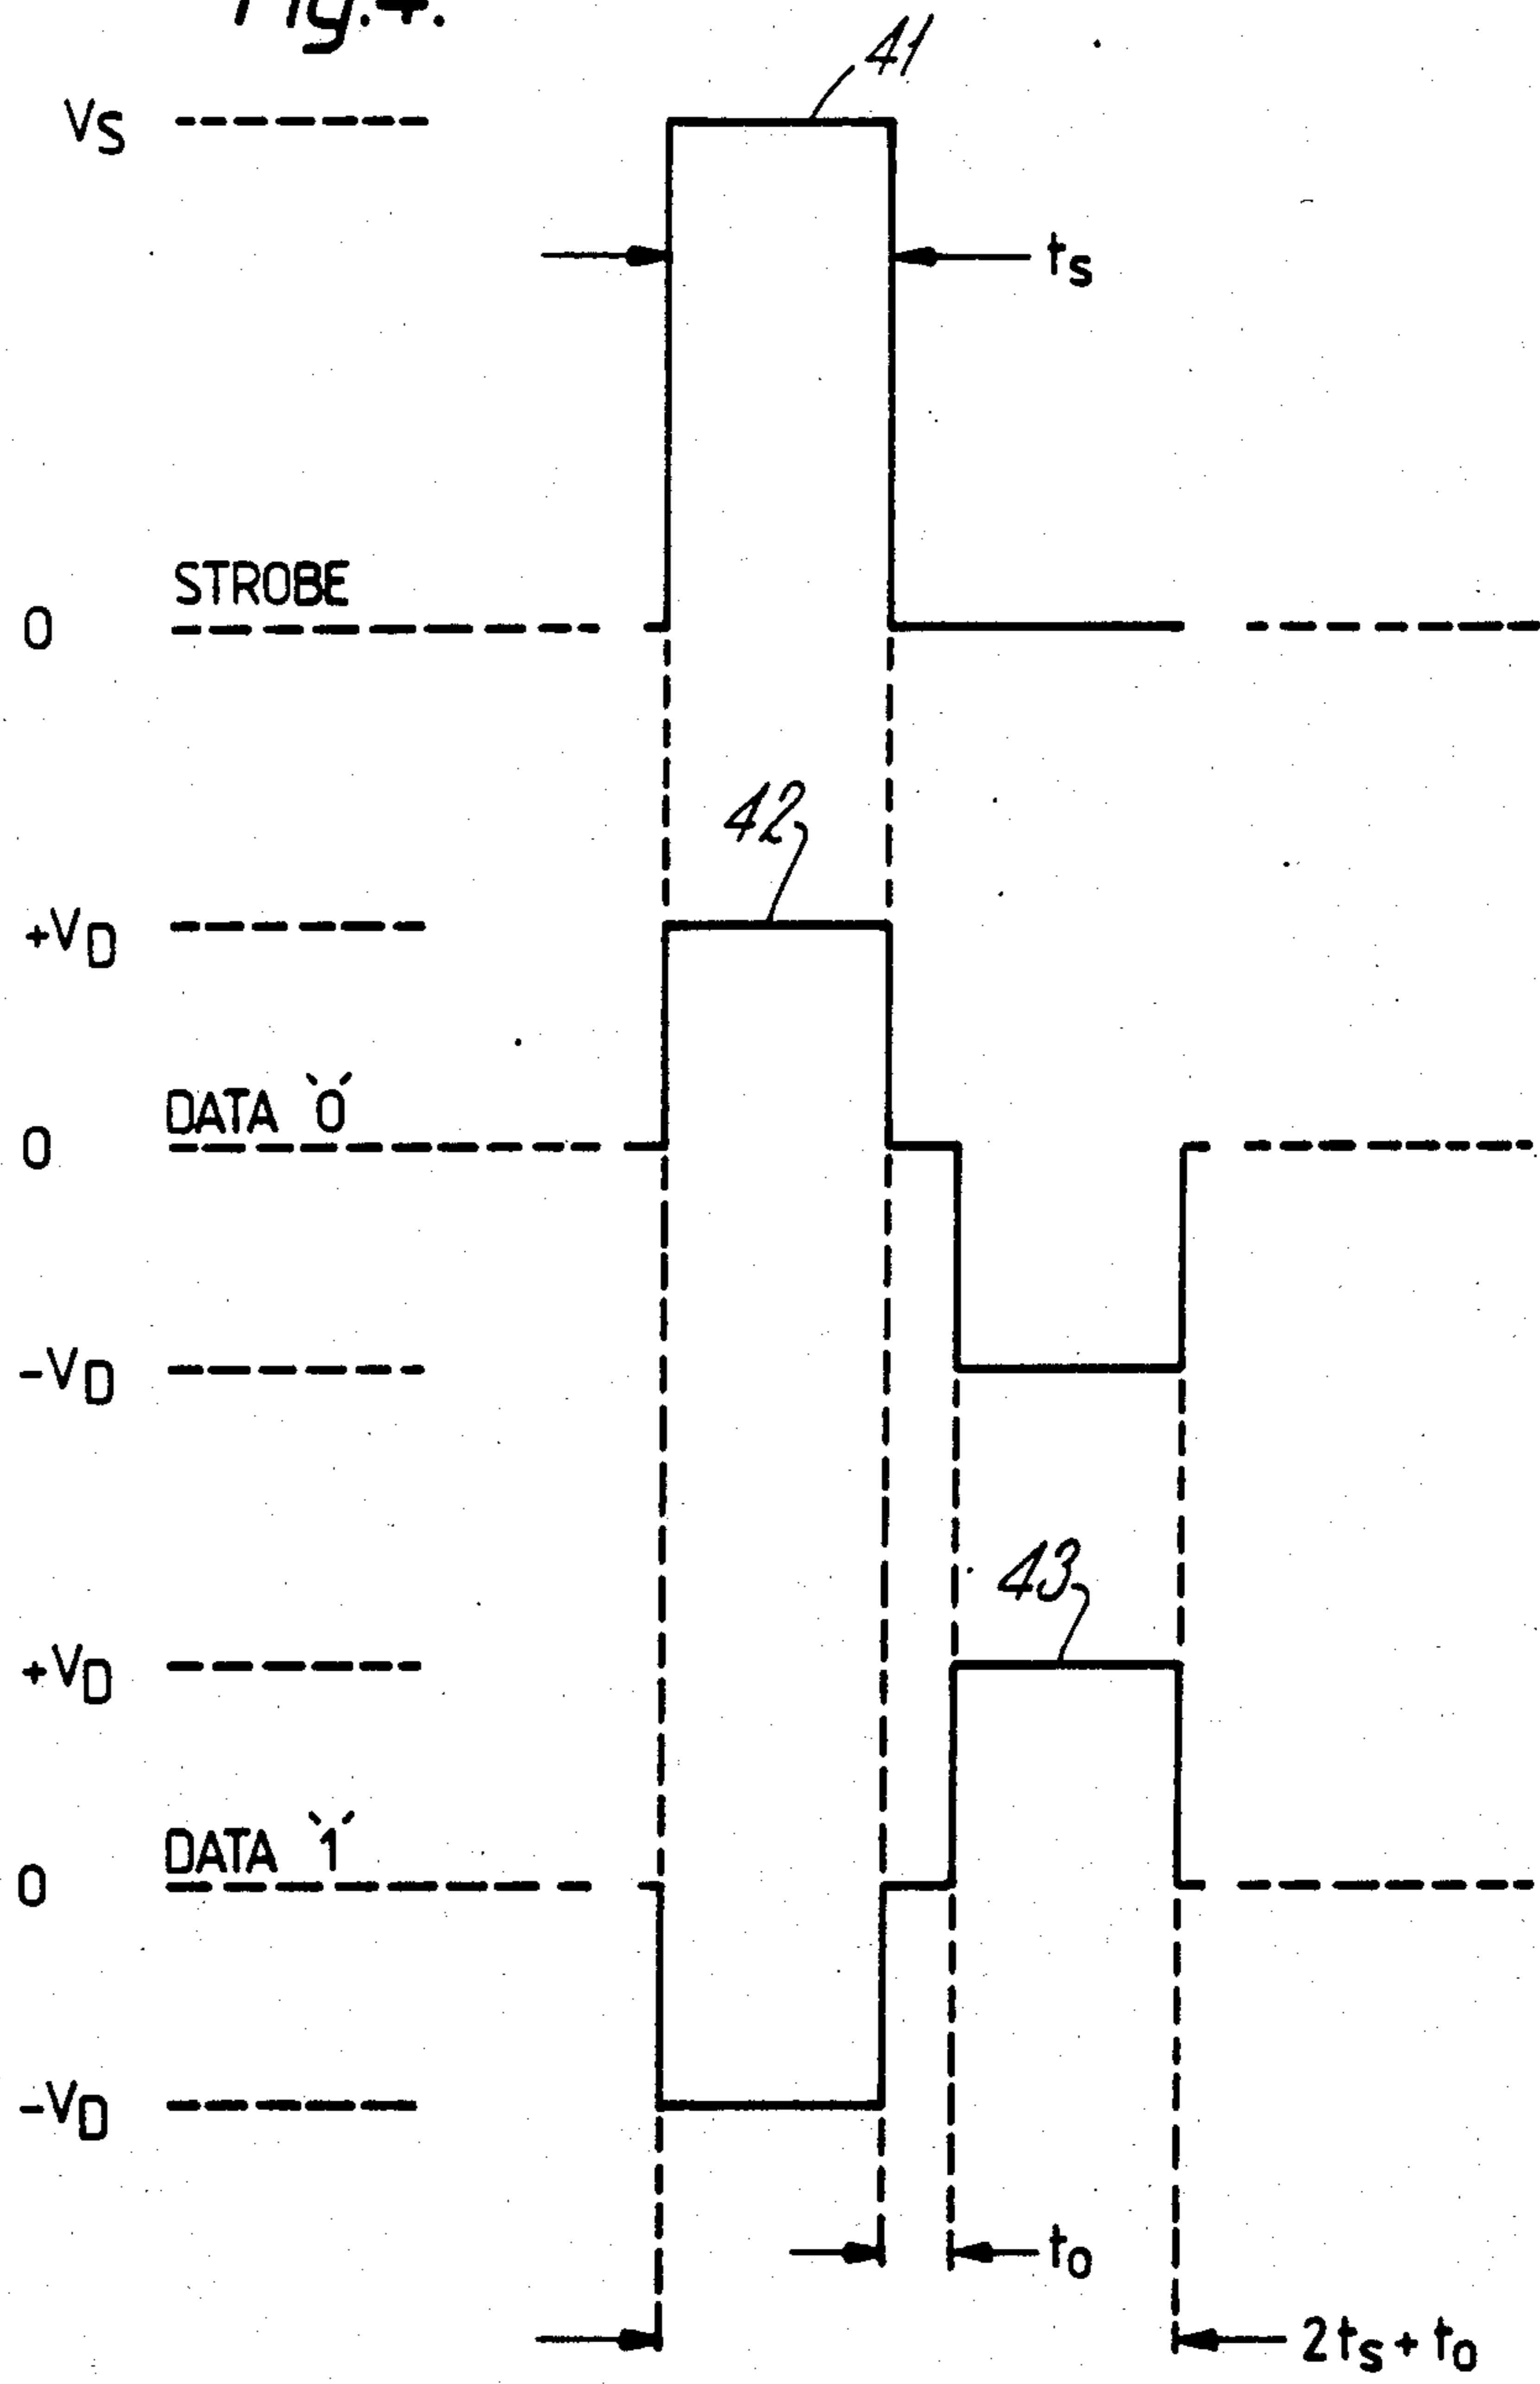 Fig.4.
41
VS
ts
STROBE
0
42
+VD
DATA `0´
0
-VD
43
+VD
DATA `1´
0
-VD
to
2ts+to